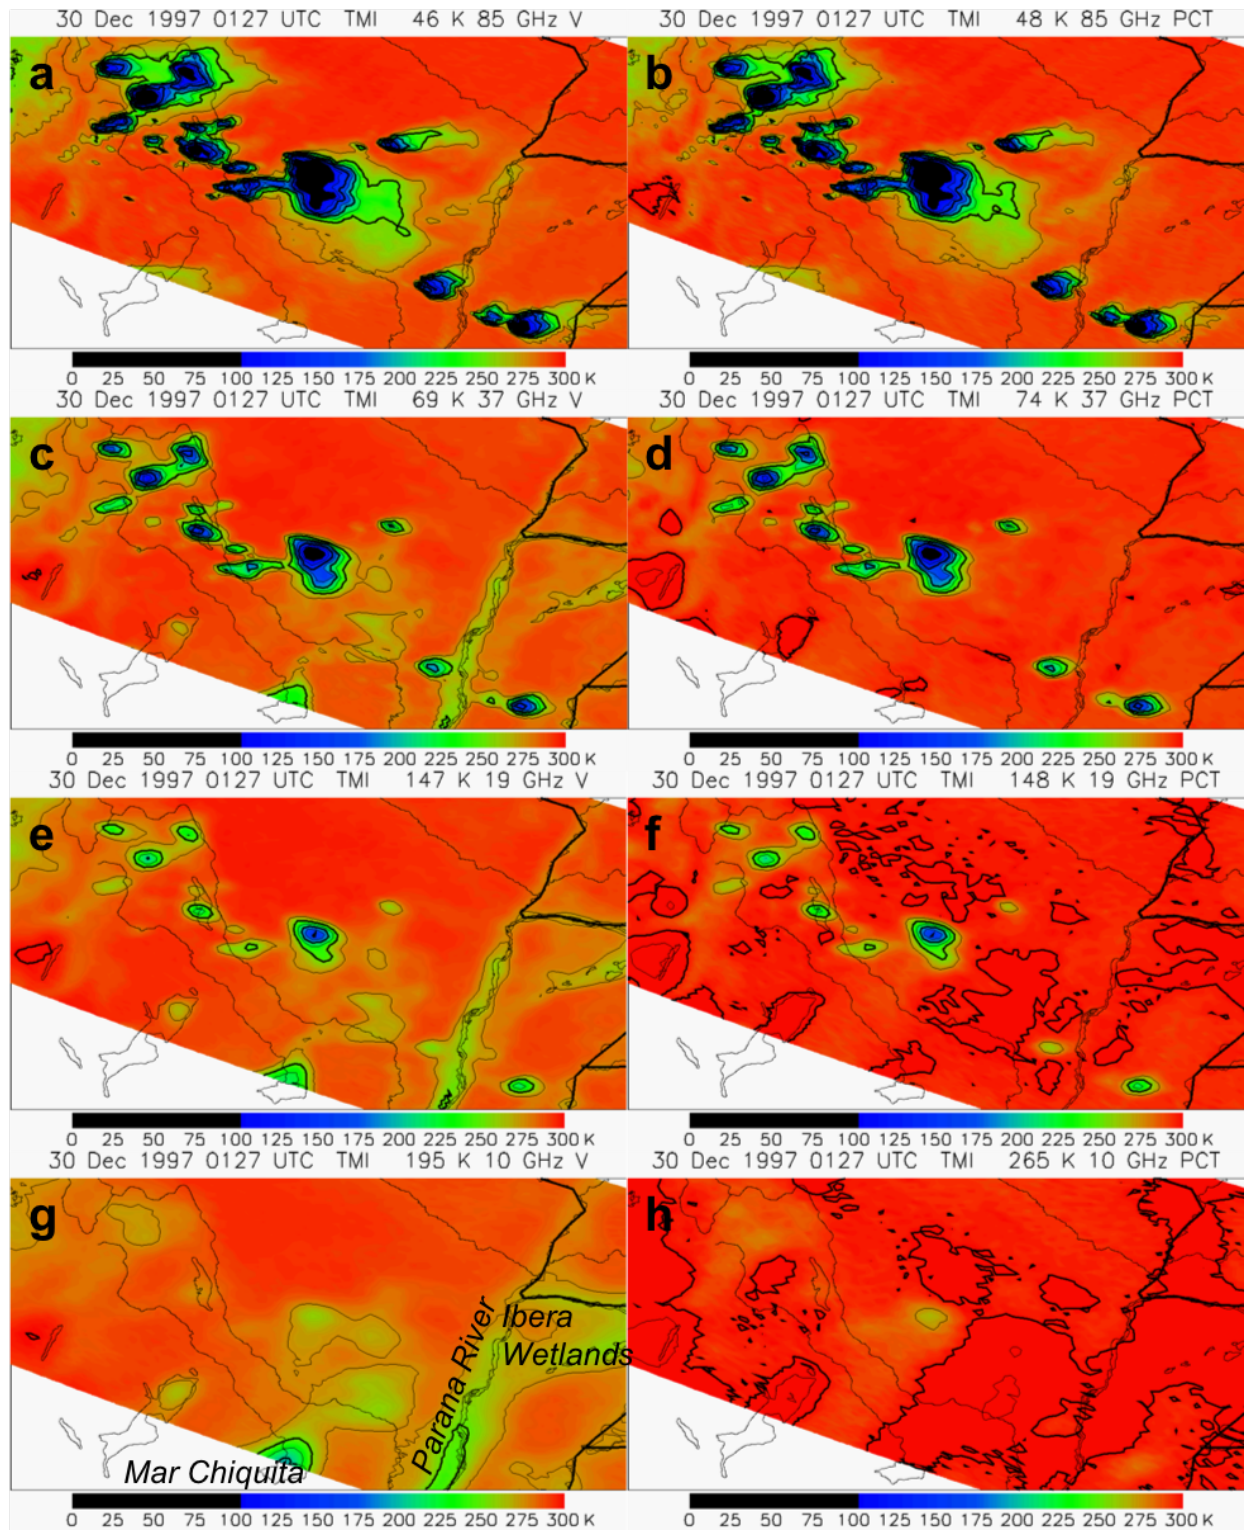 30 Dec 1997 0127 UTC TMI 46 K 85 GHz V
30 Dec 1997 0127 UTC TMI 48 K 85 GHz PCT
a
b
0 25 50 75 100 125 150 175 200 225 250 275 300 K
0 25 50 75 100 125 150 175 200 225 250 275 300 K
30 Dec 1997 0127 UTC TMI 69 K 37 GHz V
30 Dec 1997 0127 UTC TMI 74 K 37 GHz PCT
c
d
0 25 50 75 100 125 150 175 200 225 250 275 300 K
0 25 50 75 100 125 150 175 200 225 250 275 300 K
30 Dec 1997 0127 UTC TMI 147 K 19 GHz V
30 Dec 1997 0127 UTC TMI 148 K 19 GHz PCT
e
f
0 25 50 75 100 125 150 175 200 225 250 275 300 K
0 25 50 75 100 125 150 175 200 225 250 275 300 K
30 Dec 1997 0127 UTC TMI 195 K 10 GHz V
30 Dec 1997 0127 UTC TMI 265 K 10 GHz PCT
g
h
Parana River
Ibera
Wetlands
Mar Chiquita
0 25 50 75 100 125 150 175 200 225 250 275 300 K
0 25 50 75 100 125 150 175 200 225 250 275 300 K